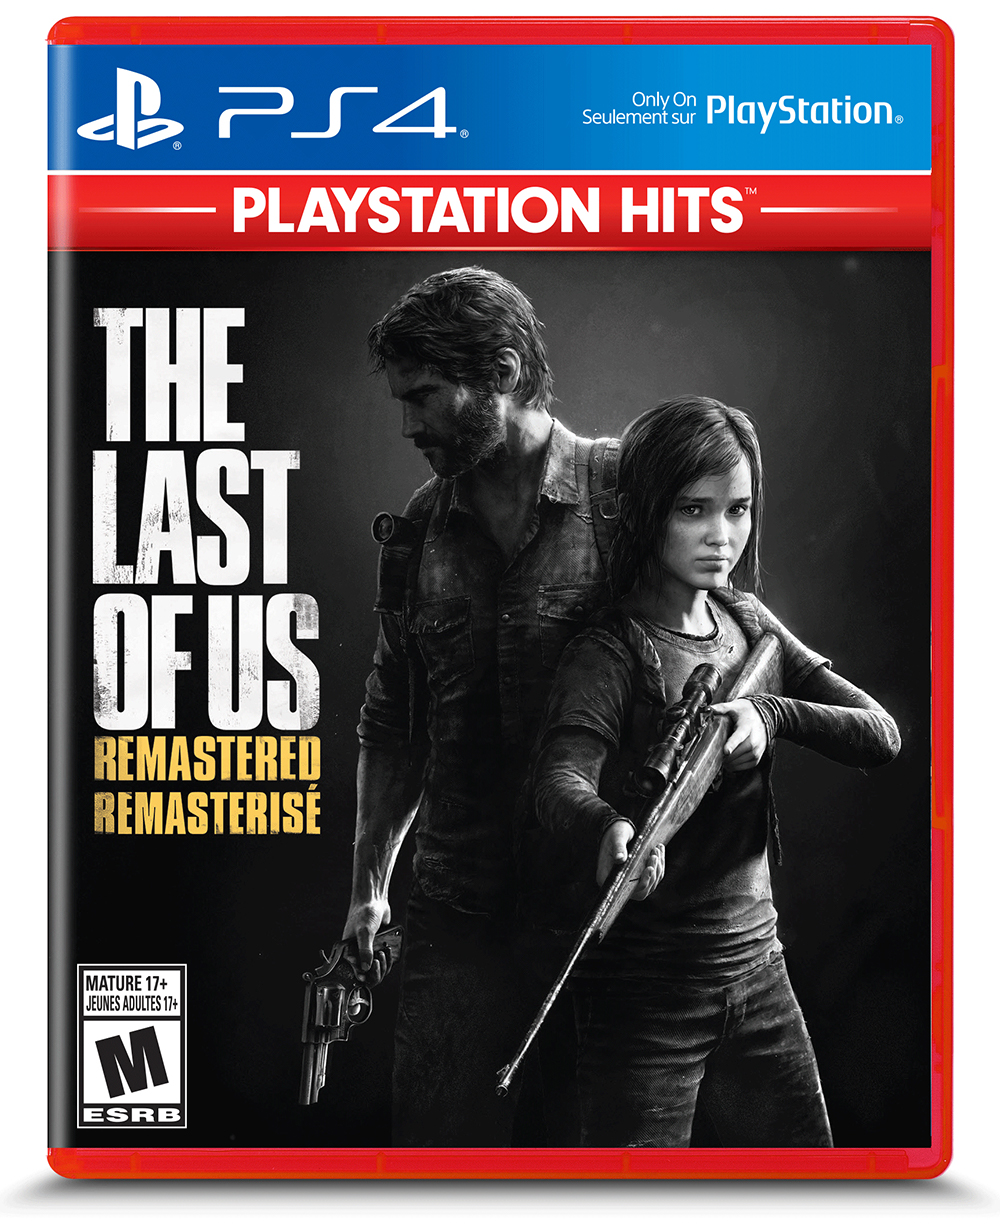 PS4®
Only On
Seulement sur
PlayStation®
PLAYSTATION HITS™
THE
LAST
OF US
REMASTERED
REMASTERISÉ
MATURE 17+
JEUNES ADULTES 17+
M
ESRB